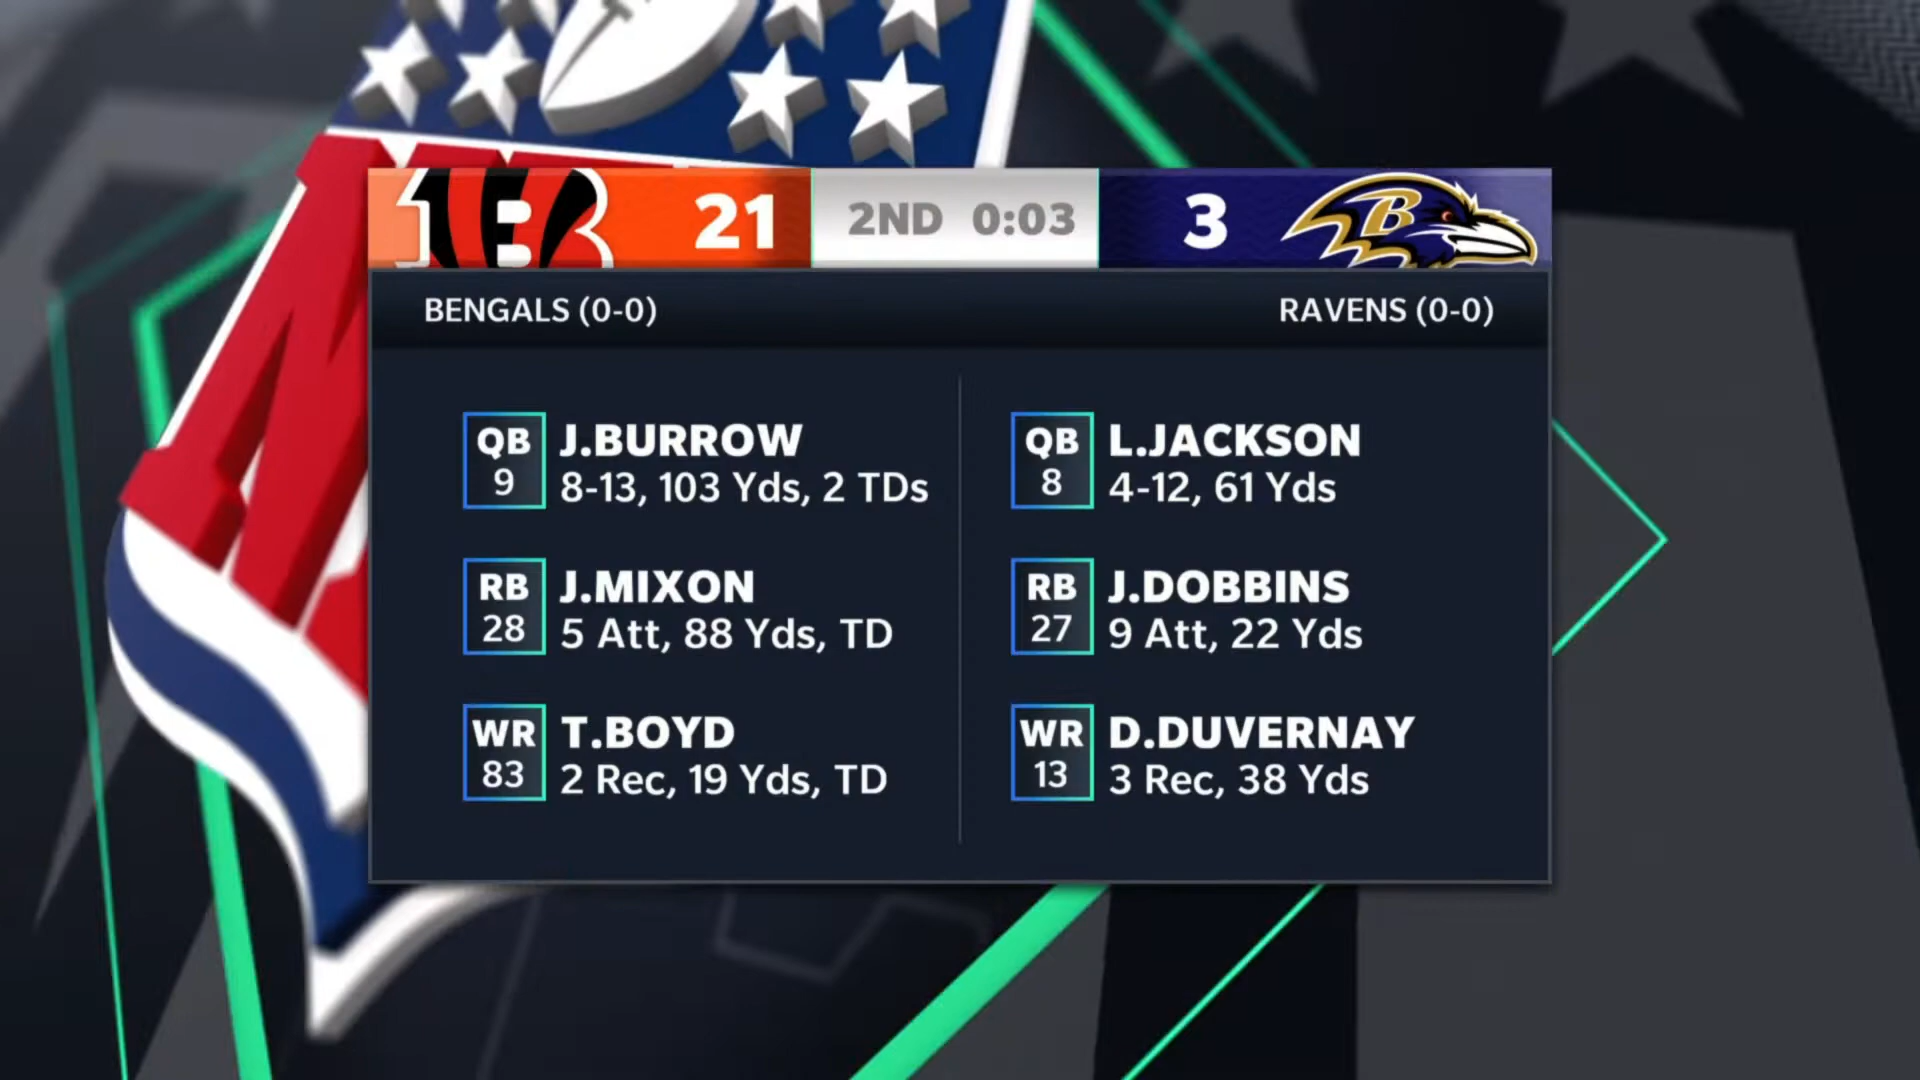 21 2ND 0:03 3
B
BENGALS (0-0) RAVENS (0-0)
QB 9 J.BURROW
8-13, 103 Yds, 2 TDs
RB 28 J.MIXON
5 Att, 88 Yds, TD
WR 83 T.BOYD
2 Rec, 19 Yds, TD
QB 8 L.JACKSON
4-12, 61 Yds
RB 27 J.DOBBINS
9 Att, 22 Yds
WR 13 D.DUVERNAY
3 Rec, 38 Yds